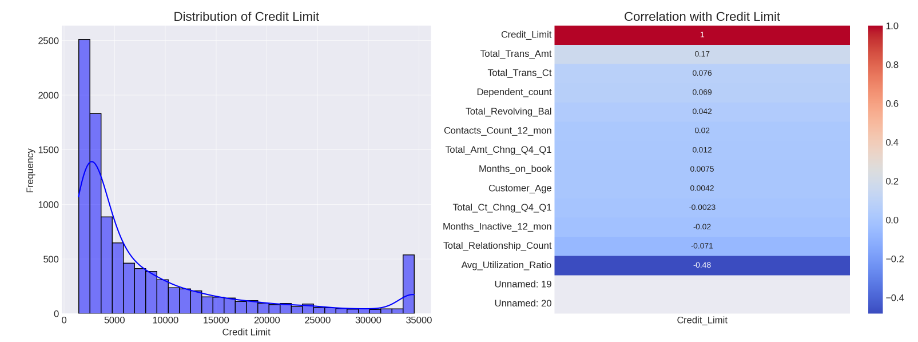 Distribution of Credit Limit
2500
2000
1500
1000
500
0
Frequency
0 5000 10000 15000 20000 25000 30000 35000
Credit Limit
Correlation with Credit Limit
Credit_Limit 1
Total_Trans_Amt 0.17
Total_Trans_Ct 0.076
Dependent_count 0.069
Total_Revolving_Bal 0.042
Contacts_Count_12_mon 0.02
Total_Amt_Chng_Q4_Q1 0.012
Months_on_book 0.0075
Customer_Age 0.0042
Total_Ct_Chng_Q4_Q1 -0.0023
Months_Inactive_12_mon -0.02
Total_Relationship_Count -0.071
Avg_Utilization_Ratio -0.48
Unnamed: 19
Unnamed: 20
Credit_Limit
1.0
0.8
0.6
0.4
0.2
0.0
−0.2
−0.4